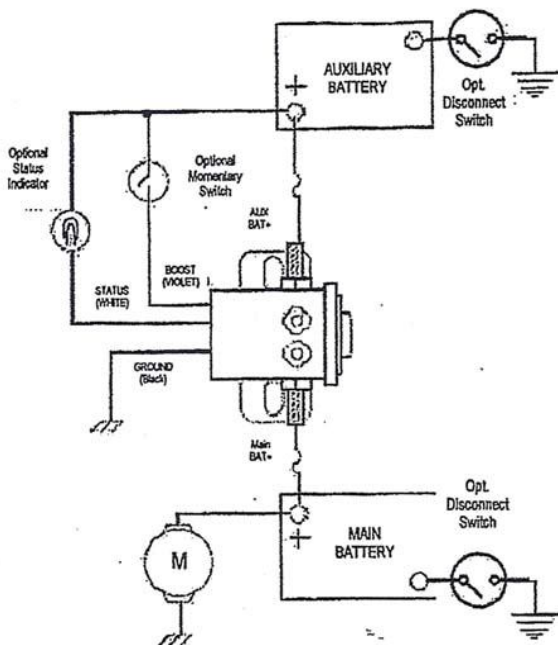 AUXILIARY
BATTERY
+
Opt.
Disconnect
Switch
Optional
Status
Indicator
Optional
Momentary
Switch
AUX
BAT+
BOOST
(VIOLET)
STATUS
(WHITE)
GROUND
(Black)
Main
BAT+
Opt.
Disconnect
Switch
+
MAIN
BATTERY
M